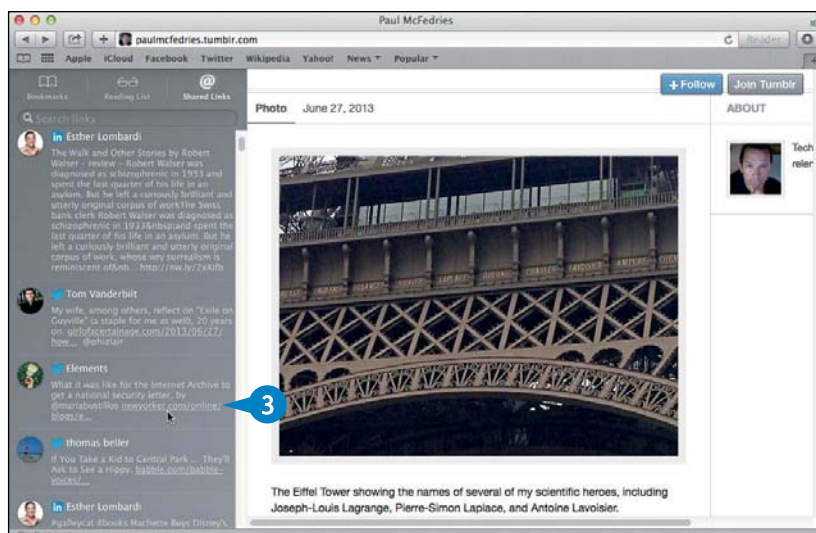 Paul McFedries
paulmcfedries.tumblr.com
Reader
Apple iCloud Facebook Twitter Wikipedia Yahoo! News Popular
Bookmarks Reading List Shared Links
Search links
in Esther Lombardi
The Walk and Other Stories by Robert
Walser - review - Robert Walser was
diagnosed as schizophrenic in 1933 and
spent the last quarter of his life in an
asylum. But he left a curiously brilliant and
utterly original corpus of workThe Swiss
bank clerk Robert Walser was diagnosed as
schizophrenic in 1933&nbsp;and spent the
last quarter of his life in an asylum. But he
left a curiously brilliant and utterly original
corpus of work, whose wry surrealism is
reminiscent of&nb... http://ow.ly/2xXifb
Tom Vanderbilt
My wife, among others, reflect on "Exile on
Guyville" (a staple for me as well), 20 years
on. girlofacertainage.com/2013/06/27/
how... @phizlair
Elements
What it was like for the Internet Archive to
get a national security letter, by
@mariabustillos newyorker.com/online/
blogs/e...
3
thomas beller
If You Take a Kid to Central Park ... They'll
Ask to See a Hippy: babble.com/babble-
voices/...
in Esther Lombardi
#galleycat #books Hachette Buys Disney's
+Follow Join Tumblr
Photo June 27, 2013
LAPLACE DULONG CHASLES LAVOISIER AMPERE
The Eiffel Tower showing the names of several of my scientific heroes, including
Joseph-Louis Lagrange, Pierre-Simon Laplace, and Antoine Lavoisier.
ABOUT
Tech
reler